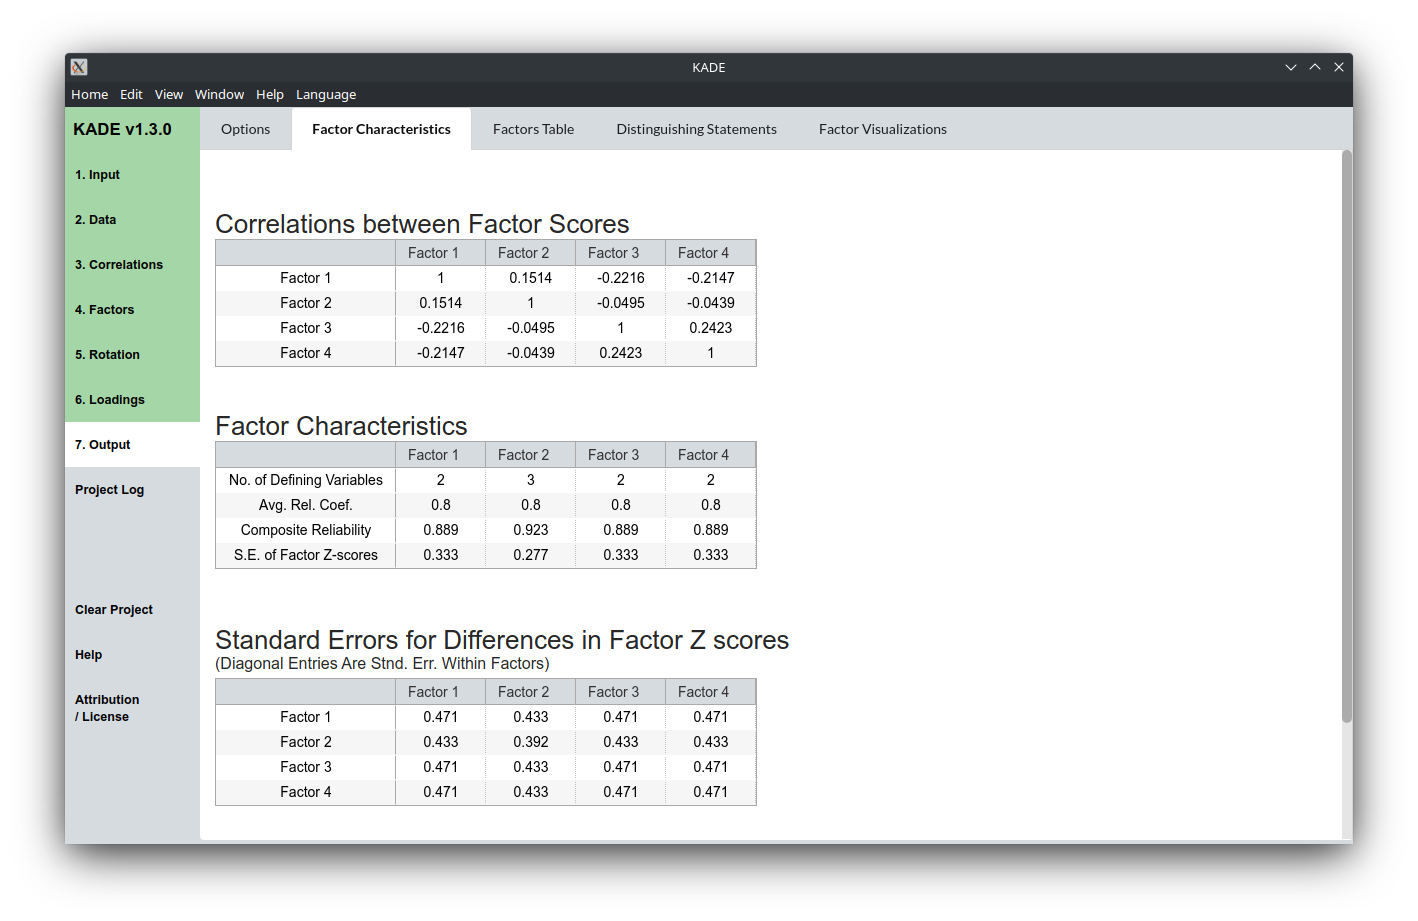 KADE
Home Edit View Window Help Language
KADE v1.3.0
Options Factor Characteristics Factors Table Distinguishing Statements Factor Visualizations
1. Input
2. Data
3. Correlations
4. Factors
5. Rotation
6. Loadings
7. Output
Project Log
Clear Project
Help
Attribution
/ License
Correlations between Factor Scores
Factor 1 Factor 2 Factor 3 Factor 4
Factor 1 1 0.1514 -0.2216 -0.2147
Factor 2 0.1514 1 -0.0495 -0.0439
Factor 3 -0.2216 -0.0495 1 0.2423
Factor 4 -0.2147 -0.0439 0.2423 1
Factor Characteristics
Factor 1 Factor 2 Factor 3 Factor 4
No. of Defining Variables 2 3 2 2
Avg. Rel. Coef. 0.8 0.8 0.8 0.8
Composite Reliability 0.889 0.923 0.889 0.889
S.E. of Factor Z-scores 0.333 0.277 0.333 0.333
Standard Errors for Differences in Factor Z scores
(Diagonal Entries Are Stnd. Err. Within Factors)
Factor 1 Factor 2 Factor 3 Factor 4
Factor 1 0.471 0.433 0.471 0.471
Factor 2 0.433 0.392 0.433 0.433
Factor 3 0.471 0.433 0.471 0.471
Factor 4 0.471 0.433 0.471 0.471